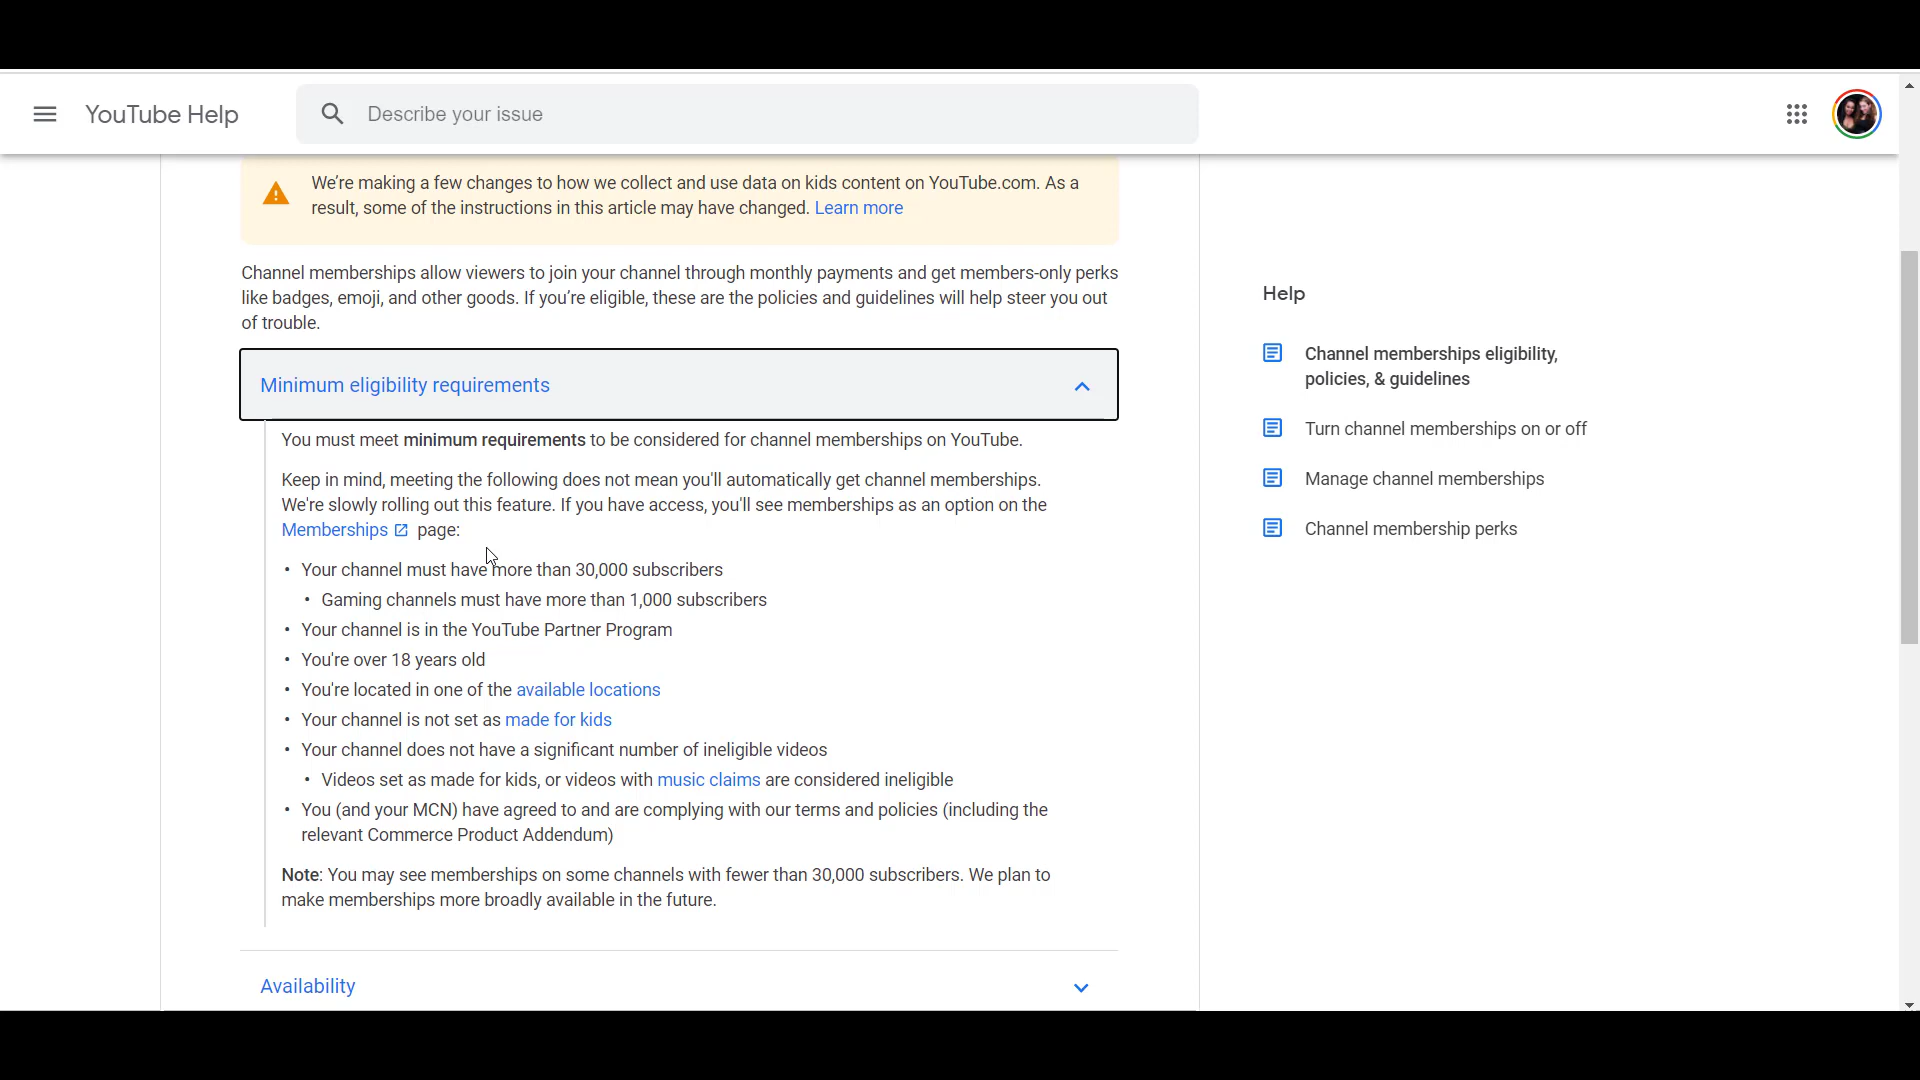 YouTube Help
Describe your issue
We’re making a few changes to how we collect and use data on kids content on YouTube.com. As a
result, some of the instructions in this article may have changed. Learn more
Channel memberships allow viewers to join your channel through monthly payments and get members-only perks
like badges, emoji, and other goods. If you’re eligible, these are the policies and guidelines will help steer you out
of trouble.
Minimum eligibility requirements
You must meet minimum requirements to be considered for channel memberships on YouTube.
Keep in mind, meeting the following does not mean you'll automatically get channel memberships.
We're slowly rolling out this feature. If you have access, you'll see memberships as an option on the
Memberships page:
• Your channel must have more than 30,000 subscribers
• Gaming channels must have more than 1,000 subscribers
• Your channel is in the YouTube Partner Program
• You're over 18 years old
• You're located in one of the available locations
• Your channel is not set as made for kids
• Your channel does not have a significant number of ineligible videos
• Videos set as made for kids, or videos with music claims are considered ineligible
• You (and your MCN) have agreed to and are complying with our terms and policies (including the
relevant Commerce Product Addendum)
Note: You may see memberships on some channels with fewer than 30,000 subscribers. We plan to
make memberships more broadly available in the future.
Availability
Help
Channel memberships eligibility,
policies, & guidelines
Turn channel memberships on or off
Manage channel memberships
Channel membership perks